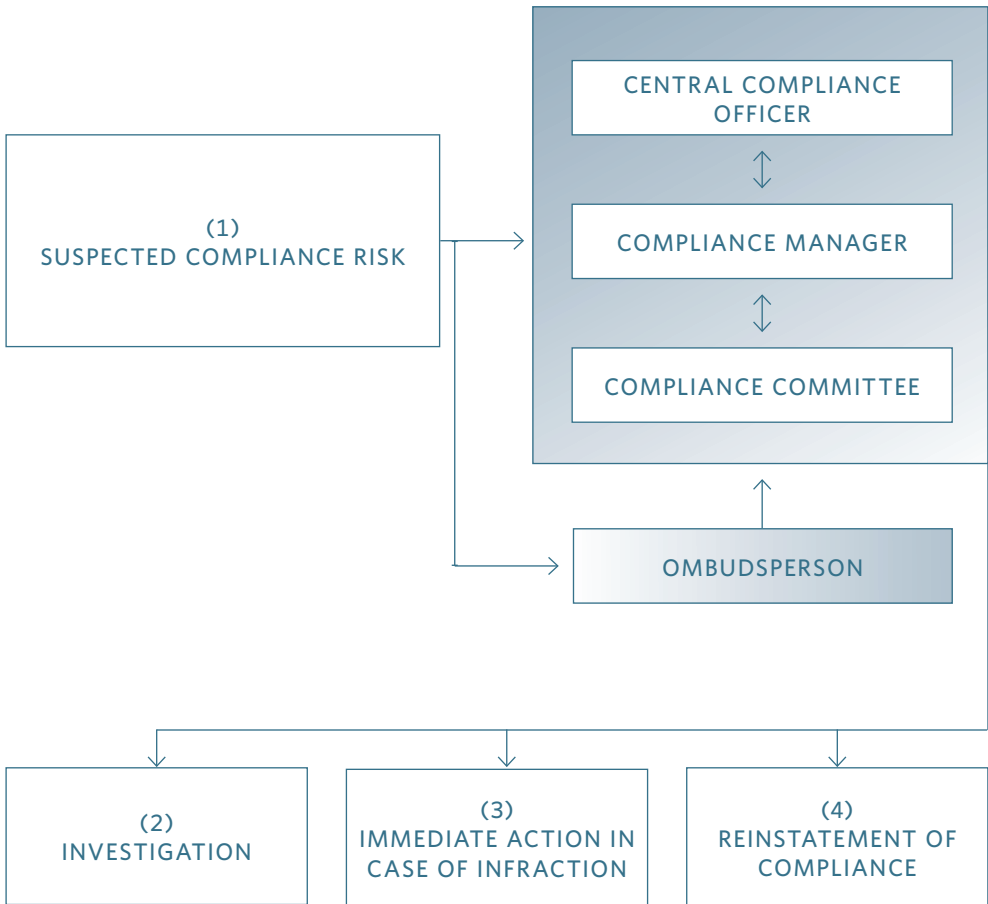 CENTRAL COMPLIANCE
OFFICER
(1)
SUSPECTED COMPLIANCE RISK
COMPLIANCE MANAGER
COMPLIANCE COMMITTEE
OMBUDSPERSON
(2)
INVESTIGATION
(3)
IMMEDIATE ACTION IN
CASE OF INFRACTION
(4)
REINSTATEMENT OF
COMPLIANCE